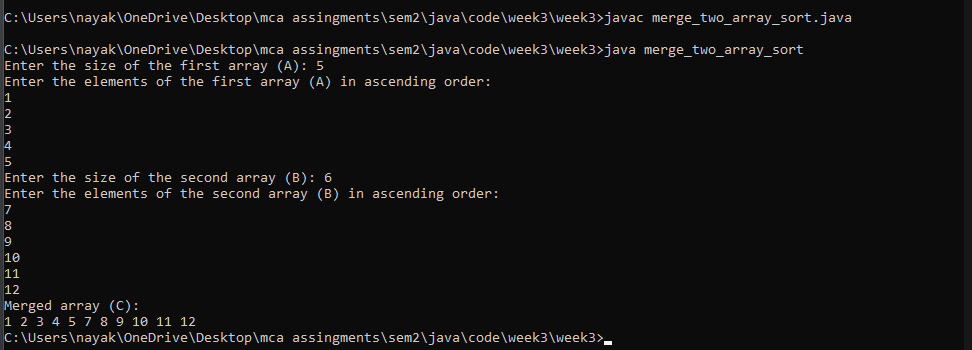 C:\Users\nayak\OneDrive\Desktop\mca assingments\sem2\java\code\week3\week3>javac merge_two_array_sort.java
C:\Users\nayak\OneDrive\Desktop\mca assingments\sem2\java\code\week3\week3>java merge_two_array_sort
Enter the size of the first array (A): 5
Enter the elements of the first array (A) in ascending order:
1
2
3
4
5
Enter the size of the second array (B): 6
Enter the elements of the second array (B) in ascending order:
7
8
9
10
11
12
Merged array (C):
1 2 3 4 5 7 8 9 10 11 12
C:\Users\nayak\OneDrive\Desktop\mca assingments\sem2\java\code\week3\week3>